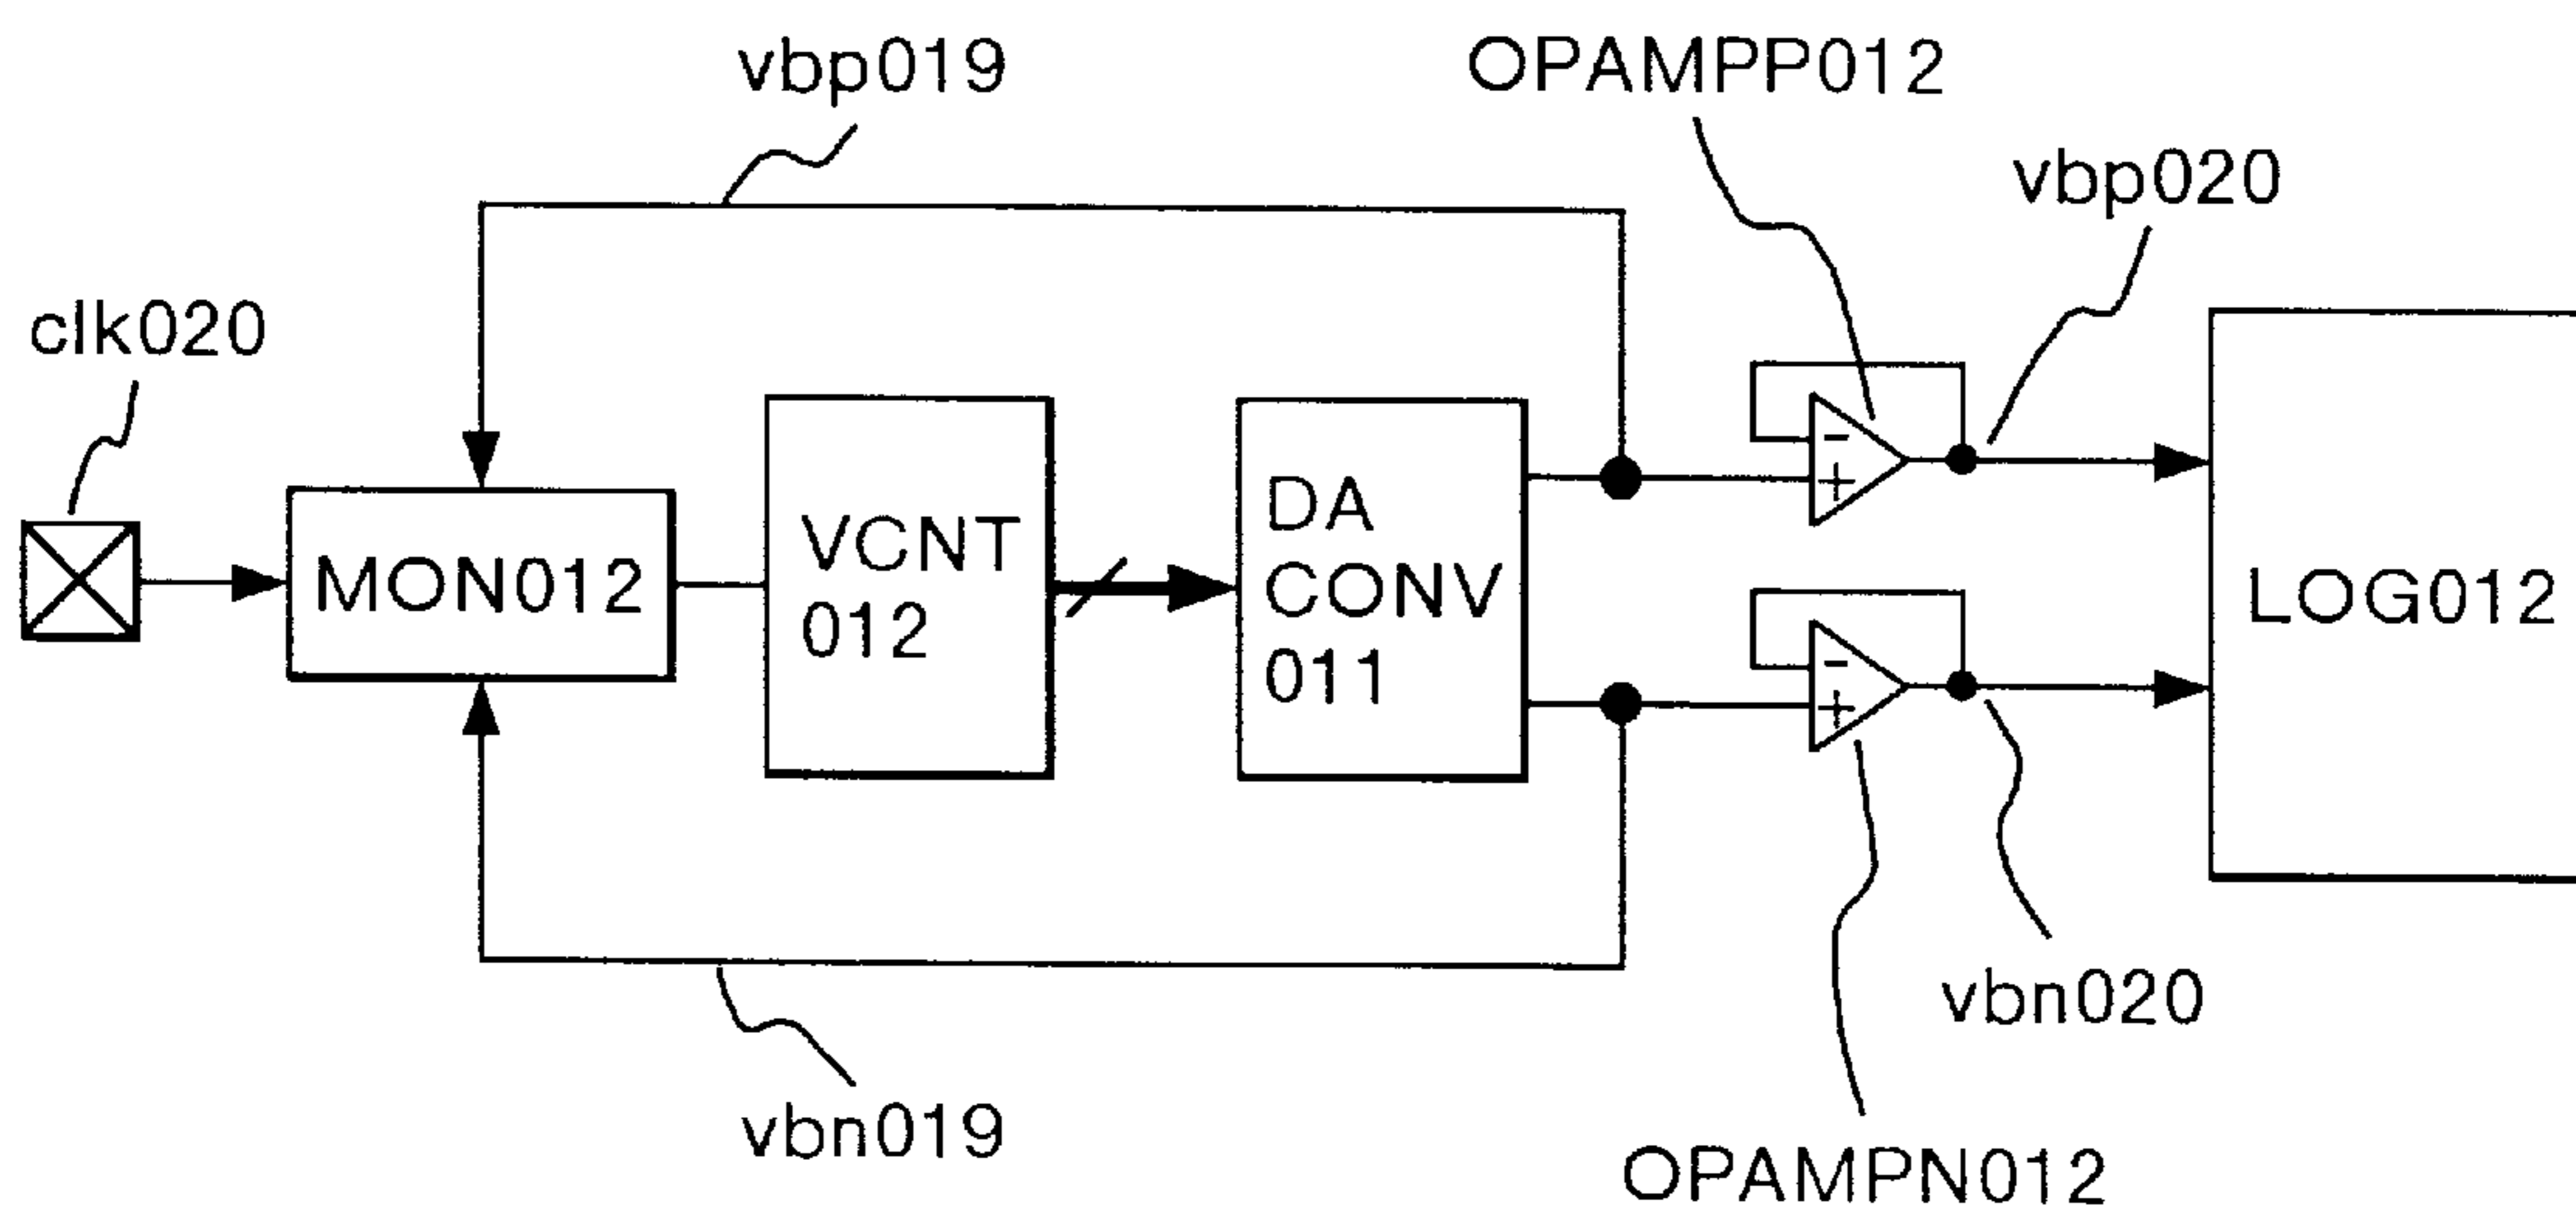 vbp019
OPAMPP012
vbp020
clk020
MON012
VCNT
012
DA
CONV
011
-
+
-
+
LOG012
vbn020
vbn019
OPAMPN012